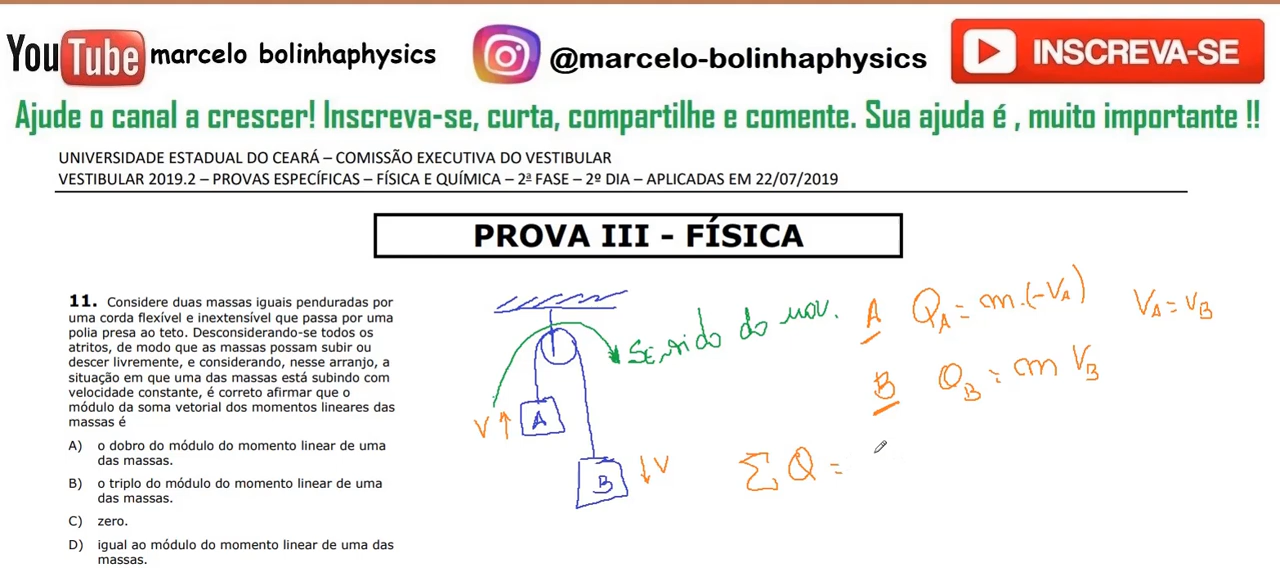 YouTube marcelo bolinhaphysics @marcelo-bolinhaphysics INSCREVA-SE
Ajude o canal a crescer! Inscreva-se, curta, compartilhe e comente. Sua ajuda é , muito importante !!
UNIVERSIDADE ESTADUAL DO CEARÁ – COMISSÃO EXECUTIVA DO VESTIBULAR
VESTIBULAR 2019.2 – PROVAS ESPECÍFICAS – FÍSICA E QUÍMICA – 2ª FASE – 2º DIA – APLICADAS EM 22/07/2019
PROVA III - FÍSICA
11. Considere duas massas iguais penduradas por
uma corda flexível e inextensível que passa por uma
polia presa ao teto. Desconsiderando-se todos os
atritos, de modo que as massas possam subir ou
descer livremente, e considerando, nesse arranjo, a
situação em que uma das massas está subindo com
velocidade constante, é correto afirmar que o
módulo da soma vetorial dos momentos lineares das
massas é
A) o dobro do módulo do momento linear de uma
das massas.
B) o triplo do módulo do momento linear de uma
das massas.
C) zero.
D) igual ao módulo do momento linear de uma das
massas.
Sentido do mov.
V
A
B
V
A Q_A = m.(-V_A) V_A = V_B
B Q_B = m V_B
Σ Q =